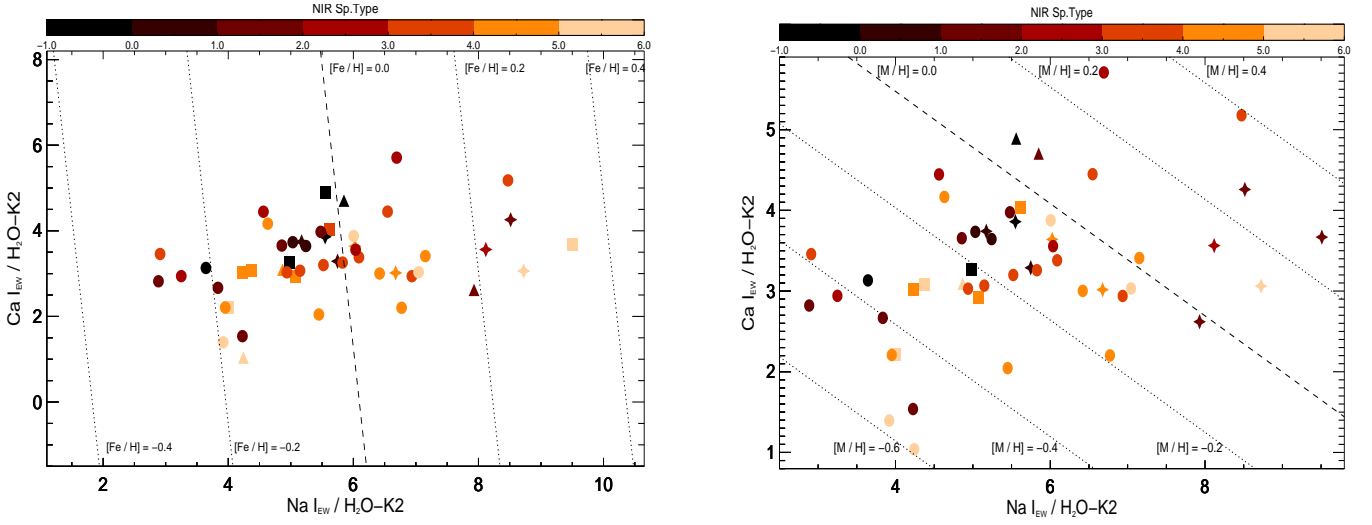 NIR Sp.Type
−1.0 0.0 1.0 2.0 3.0 4.0 5.0 6.0
[Fe / H] = 0.0 [Fe / H] = 0.2 [Fe / H] = 0.4
8
6
4
2
0
Ca I EW / H2O−K2
[Fe / H] = −0.4 [Fe / H] = −0.2
2 4 6 8 10
Na I EW / H2O−K2
NIR Sp.Type
−1.0 0.0 1.0 2.0 3.0 4.0 5.0 6.0
[M / H] = 0.0 [M / H] = 0.2 [M / H] = 0.4
5
4
3
2
1
Ca I EW / H2O−K2
[M / H] = −0.6 [M / H] = −0.4 [M / H] = −0.2
4 6 8
Na I EW / H2O−K2